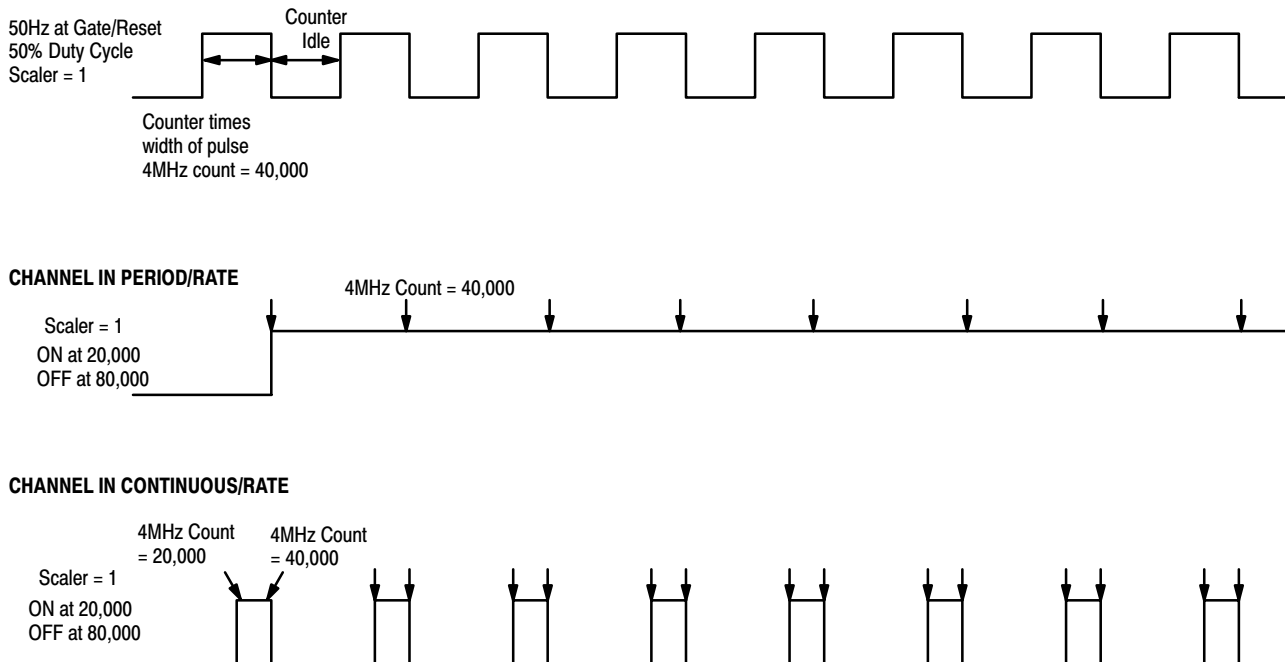 50Hz at Gate/Reset
50% Duty Cycle
Scaler = 1
Counter
Idle
Counter times
width of pulse
4MHz count = 40,000
CHANNEL IN PERIOD/RATE
4MHz Count = 40,000
Scaler = 1
ON at 20,000
OFF at 80,000
CHANNEL IN CONTINUOUS/RATE
4MHz Count
= 20,000
4MHz Count
= 40,000
Scaler = 1
ON at 20,000
OFF at 80,000